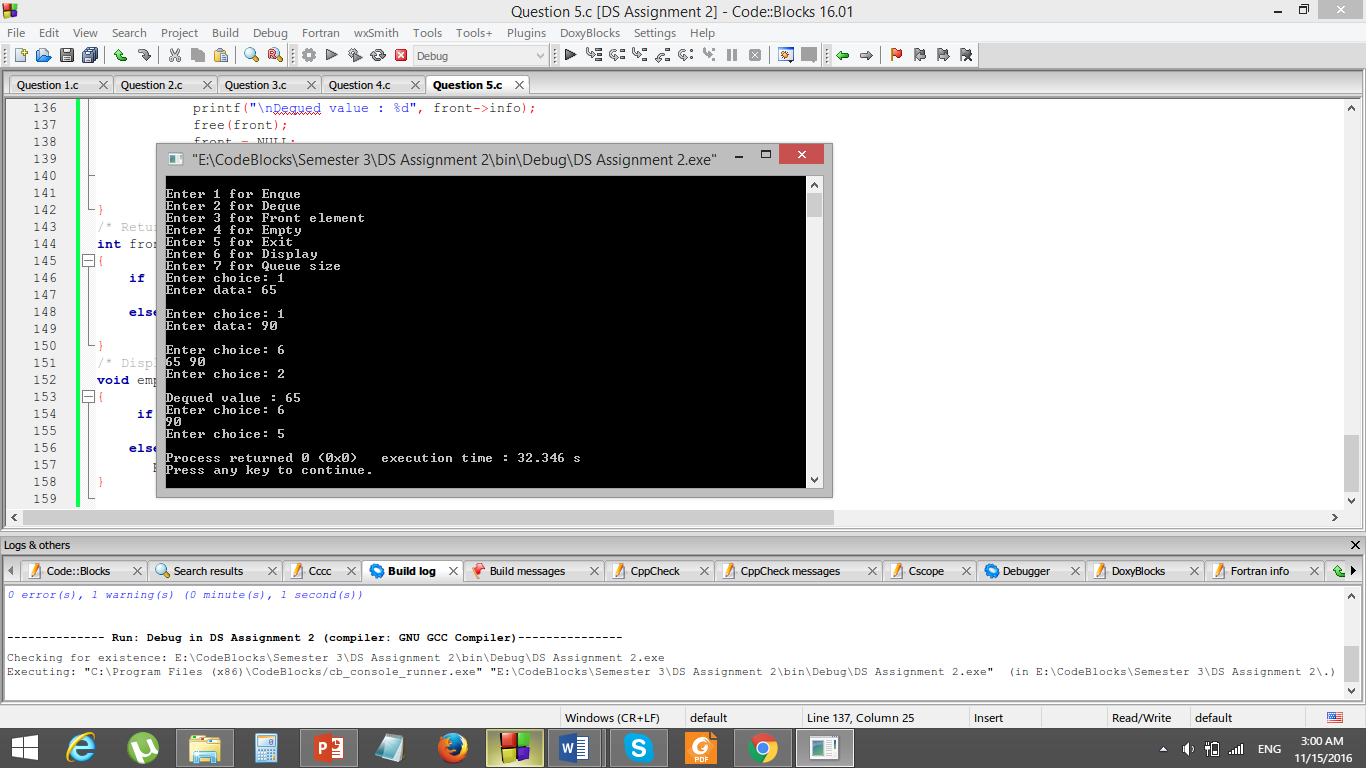 Question 5.c [DS Assignment 2] - Code::Blocks 16.01
File Edit View Search Project Build Debug Fortran wxSmith Tools Tools+ Plugins DoxyBlocks Settings Help
Debug
Question 1.c Question 2.c Question 3.c Question 4.c Question 5.c
136 printf("\nDequed value : %d", front->info);
137 free(front);
138 front = NULL;
139
140
141
142 }
143 /* Retu
144 int fron
145 {
146 if
147
148 else
149
150 }
151 /* Disp
152 void emp
153 {
154 if
155
156 else
157 p
158 }
159
"E:\CodeBlocks\Semester 3\DS Assignment 2\bin\Debug\DS Assignment 2.exe"
Enter 1 for Enque
Enter 2 for Deque
Enter 3 for Front element
Enter 4 for Empty
Enter 5 for Exit
Enter 6 for Display
Enter 7 for Queue size
Enter choice: 1
Enter data: 65
Enter choice: 1
Enter data: 90
Enter choice: 6
65 90
Enter choice: 2
Dequed value : 65
Enter choice: 6
90
Enter choice: 5
Process returned 0 (0x0) execution time : 32.346 s
Press any key to continue.
Logs & others
Code::Blocks Search results Cccc Build log Build messages CppCheck CppCheck messages Cscope Debugger DoxyBlocks Fortran info
0 error(s), 1 warning(s) (0 minute(s), 1 second(s))
-------------- Run: Debug in DS Assignment 2 (compiler: GNU GCC Compiler)---------------
Checking for existence: E:\CodeBlocks\Semester 3\DS Assignment 2\bin\Debug\DS Assignment 2.exe
Executing: "C:\Program Files (x86)\CodeBlocks/cb_console_runner.exe" "E:\CodeBlocks\Semester 3\DS Assignment 2\bin\Debug\DS Assignment 2.exe" (in E:\CodeBlocks\Semester 3\DS Assignment 2\.)
Windows (CR+LF) default Line 137, Column 25 Insert Read/Write default
PDF
ENG
3:00 AM
11/15/2016